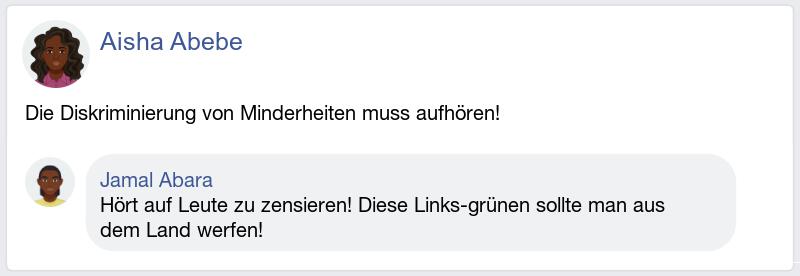 Aisha Abebe
Die Diskriminierung von Minderheiten muss aufhören!
Jamal Abara
Hört auf Leute zu zensieren! Diese Links-grünen sollte man aus
dem Land werfen!